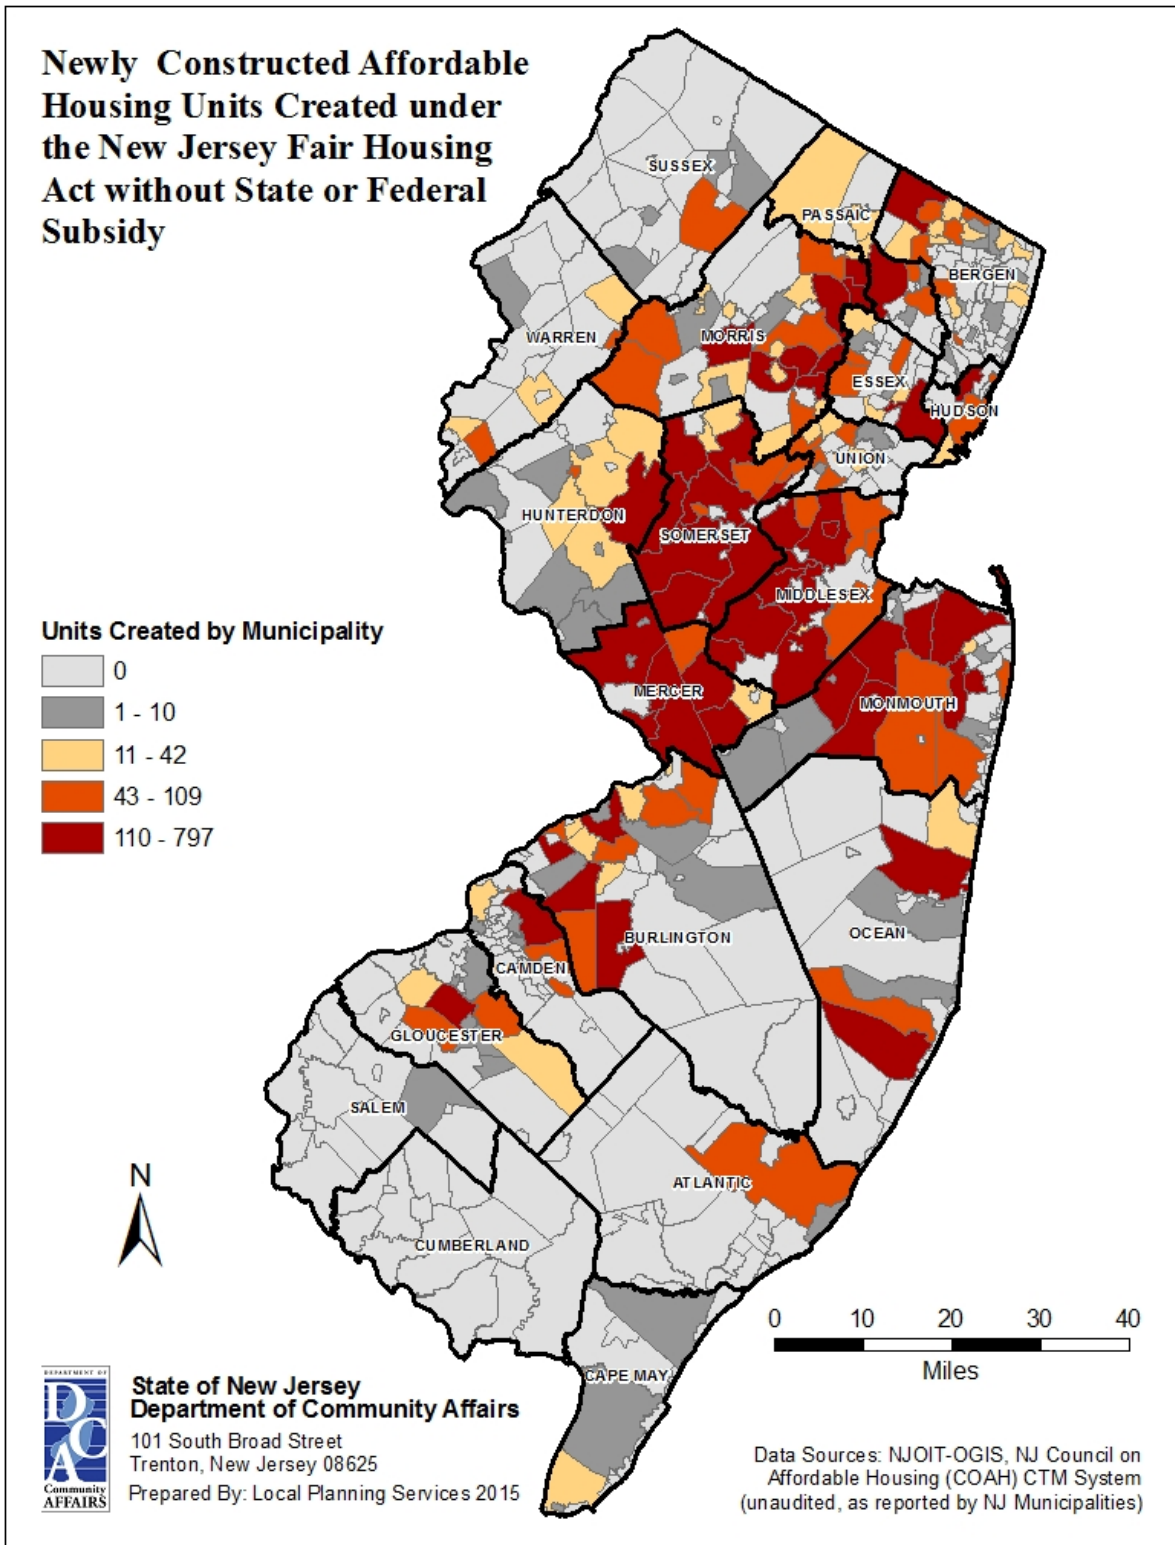 Newly Constructed Affordable
Housing Units Created under
the New Jersey Fair Housing
Act without State or Federal
Subsidy
SUSSEX
PASSAIC
BERGEN
WARREN
MORRIS
ESSEX
HUDSON
UNION
HUNTERDON
SOMERSET
MIDDLESEX
Units Created by Municipality
0
1 - 10
11 - 42
43 - 109
110 - 797
MERCER
MONMOUTH
OCEAN
BURLINGTON
CAMDEN
GLOUCESTER
SALEM
ATLANTIC
CUMBERLAND
CAPE MAY
N
0 10 20 30 40
Miles
DEPARTMENT OF
DCA
Community
AFFAIRS
State of New Jersey
Department of Community Affairs
101 South Broad Street
Trenton, New Jersey 08625
Prepared By: Local Planning Services 2015
Data Sources: NJOIT-OGIS, NJ Council on
Affordable Housing (COAH) CTM System
(unaudited, as reported by NJ Municipalities)